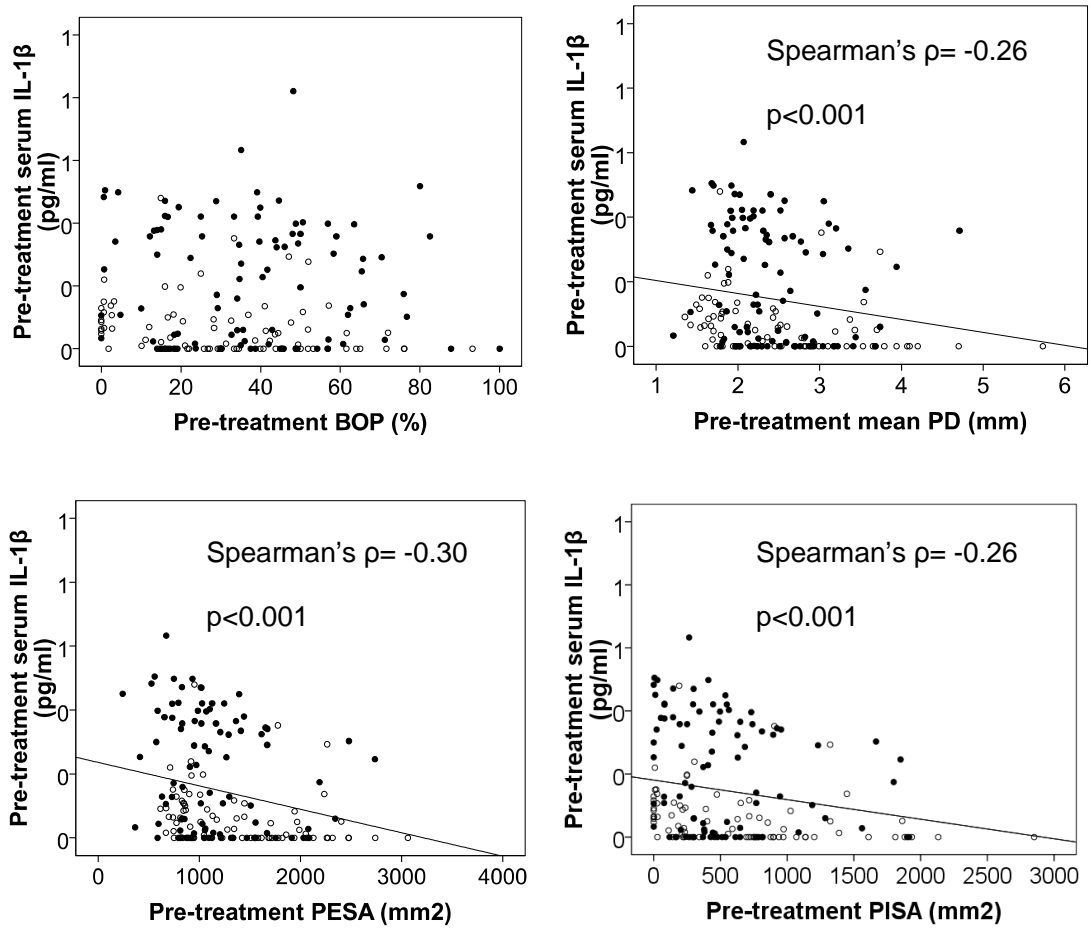 Pre-treatment serum IL-1β
(pg/ml)
1
1
1
0
0
0
0
20
40
60
80
100
Pre-treatment BOP (%)
Pre-treatment serum IL-1β
(pg/ml)
1
1
1
0
0
0
Spearman's ρ= -0.26
p<0.001
1
2
3
4
5
6
Pre-treatment mean PD (mm)
Pre-treatment serum IL-1β
(pg/ml)
1
1
1
0
0
0
Spearman's ρ= -0.30
p<0.001
0
1000
2000
3000
4000
Pre-treatment PESA (mm2)
Pre-treatment serum IL-1β
(pg/ml)
1
1
1
0
0
0
Spearman's ρ= -0.26
p<0.001
0
500
1000
1500
2000
2500
3000
Pre-treatment PISA (mm2)